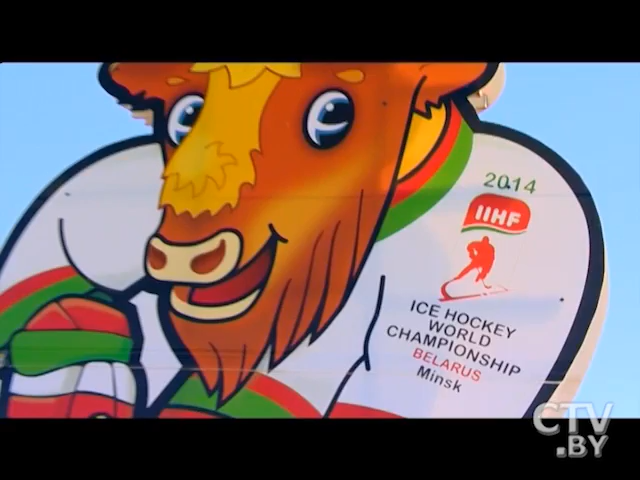 2014
IIHF
ICE HOCKEY
WORLD
CHAMPIONSHIP
BELARUS
Minsk
CTV
.BY